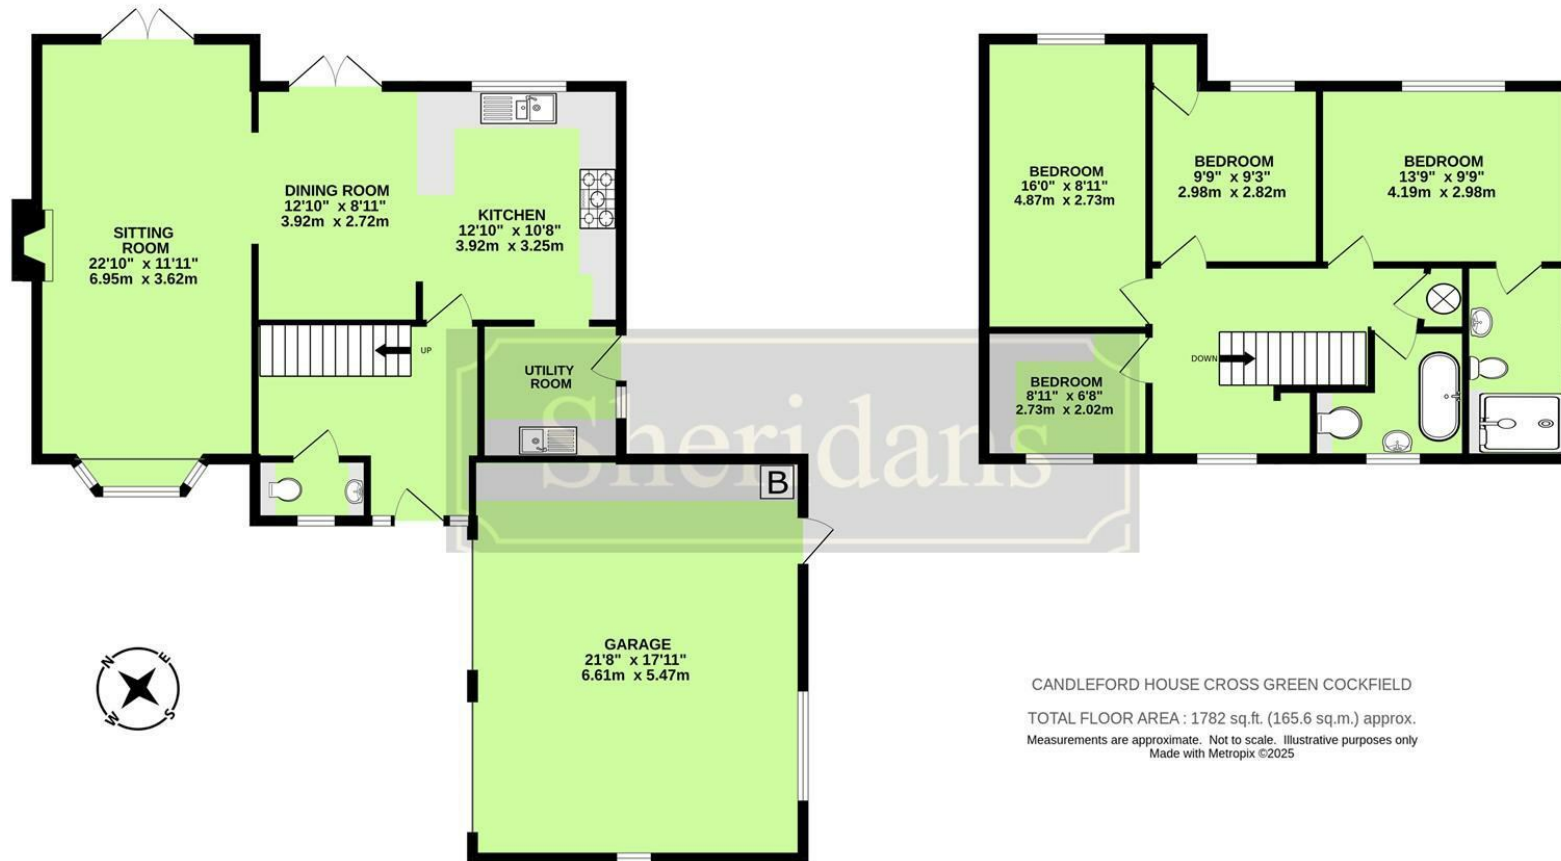 SITTING
ROOM
22'10" x 11'11"
6.95m x 3.62m
DINING ROOM
12'10" x 8'11"
3.92m x 2.72m
KITCHEN
12'10" x 10'8"
3.92m x 3.25m
UP
UTILITY
ROOM
B
GARAGE
21'8" x 17'11"
6.61m x 5.47m
N
E
W
S
BEDROOM
16'0" x 8'11"
4.87m x 2.73m
BEDROOM
9'9" x 9'3"
2.98m x 2.82m
BEDROOM
13'9" x 9'9"
4.19m x 2.98m
DOWN
BEDROOM
8'11" x 6'8"
2.73m x 2.02m
Sheridans
CANDLEFORD HOUSE CROSS GREEN COCKFIELD
TOTAL FLOOR AREA : 1782 sq.ft. (165.6 sq.m.) approx.
Measurements are approximate. Not to scale. Illustrative purposes only
Made with Metropix ©2025